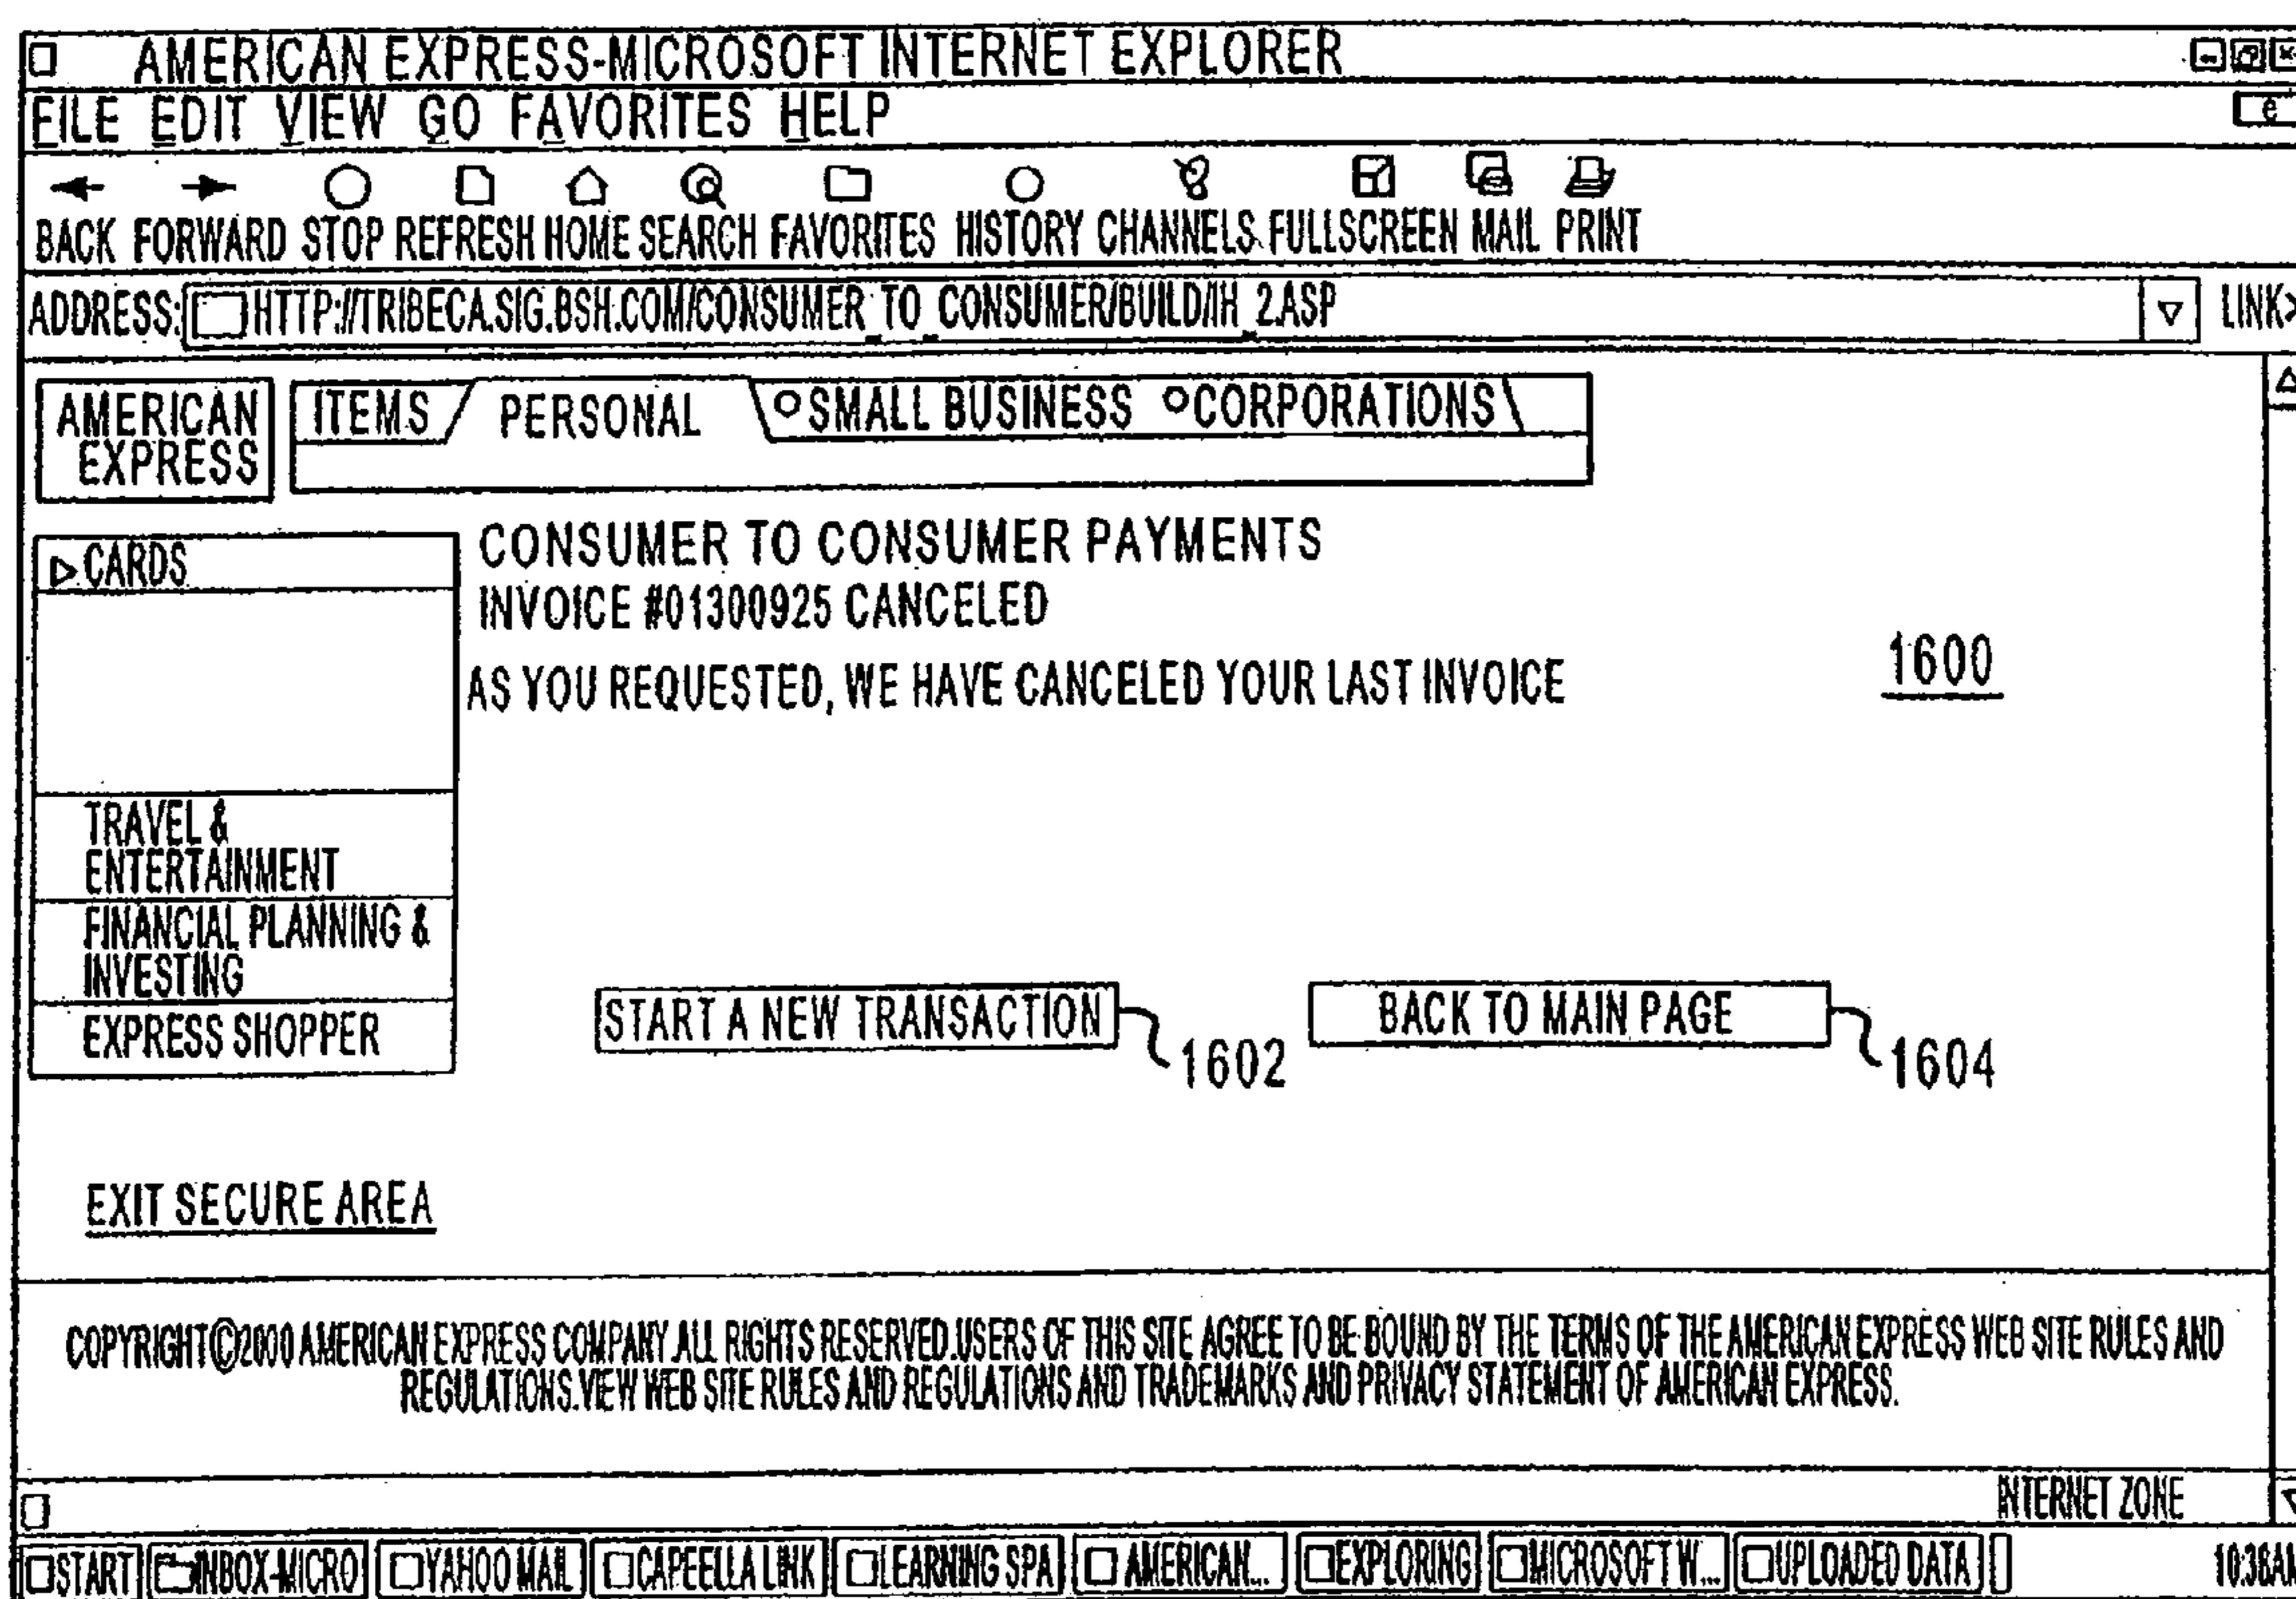 AMERICAN EXPRESS-MICROSOFT INTERNET EXPLORER
FILE EDIT VIEW GO FAVORITES HELP
e
BACK FORWARD STOP REFRESH HOME SEARCH FAVORITES HISTORY CHANNELS FULLSCREEN MAIL PRINT
ADDRESS: HTTP://TRIBECA.SIG.BSH.COM/CONSUMER_TO_CONSUMER/BUILD/IH_2.ASP LINK>
AMERICAN EXPRESS
ITEMS PERSONAL SMALL BUSINESS CORPORATIONS
CARDS
TRAVEL &
ENTERTAINMENT
FINANCIAL PLANNING &
INVESTING
EXPRESS SHOPPER
CONSUMER TO CONSUMER PAYMENTS
INVOICE #01300925 CANCELED
AS YOU REQUESTED, WE HAVE CANCELED YOUR LAST INVOICE
1600
START A NEW TRANSACTION 1602
BACK TO MAIN PAGE 1604
EXIT SECURE AREA
COPYRIGHT©2000 AMERICAN EXPRESS COMPANY.ALL RIGHTS RESERVED.USERS OF THIS SITE AGREE TO BE BOUND BY THE TERMS OF THE AMERICAN EXPRESS WEB SITE RULES AND
REGULATIONS.VIEW WEB SITE RULES AND REGULATIONS AND TRADEMARKS AND PRIVACY STATEMENT OF AMERICAN EXPRESS.
INTERNET ZONE
START INBOX-MICRO YAHOO MAIL CAPEELLA LINK LEARNING SPA AMERICAN... EXPLORING MICROSOFT W... UPLOADED DATA 10:38AM